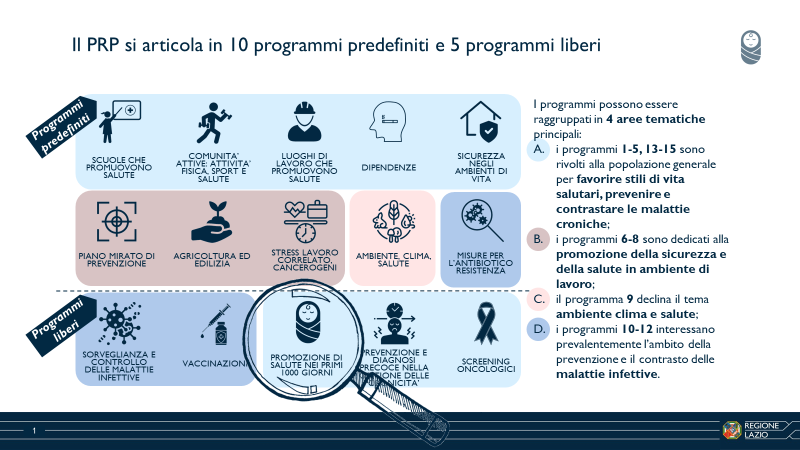 Il PRP si articola in 10 programmi predefiniti e 5 programmi liberi
Programmi
predefiniti
SCUOLE CHE
PROMUOVONO
SALUTE
COMUNITA'
ATTIVE: ATTIVITA'
FISICA, SPORT E
SALUTE
LUOGHI DI
LAVORO CHE
PROMUOVONO
SALUTE
DIPENDENZE
SICUREZZA
NEGLI
AMBIENTI DI
VITA
PIANO MIRATO DI
PREVENZIONE
AGRICOLTURA ED
EDILIZIA
STRESS LAVORO
CORRELATO,
CANCEROGENI
AMBIENTE, CLIMA,
SALUTE
MISURE PER
L'ANTIBIOTICO
RESISTENZA
Programmi
liberi
SORVEGLIANZA E
CONTROLLO
DELLE MALATTIE
INFETTIVE
VACCINAZIONI
PROMOZIONE DI
SALUTE NEI PRIMI
1000 GIORNI
PREVENZIONE E
DIAGNOSI
PRECOCE NELLA
DELLE
SCREENING
ONCOLOGICI
I programmi possono essere
raggruppati in 4 aree tematiche
principali:
A. i programmi 1-5, 13-15 sono
rivolti alla popolazione generale
per favorire stili di vita
salutari, prevenire e
contrastare le malattie
croniche;
B. i programmi 6-8 sono dedicati alla
promozione della sicurezza e
della salute in ambiente di
lavoro;
C. il programma 9 declina il tema
ambiente clima e salute;
D. i programmi 10-12 interessano
prevalentemente l'ambito della
prevenzione e il contrasto delle
malattie infettive.
1
REGIONE
LAZIO